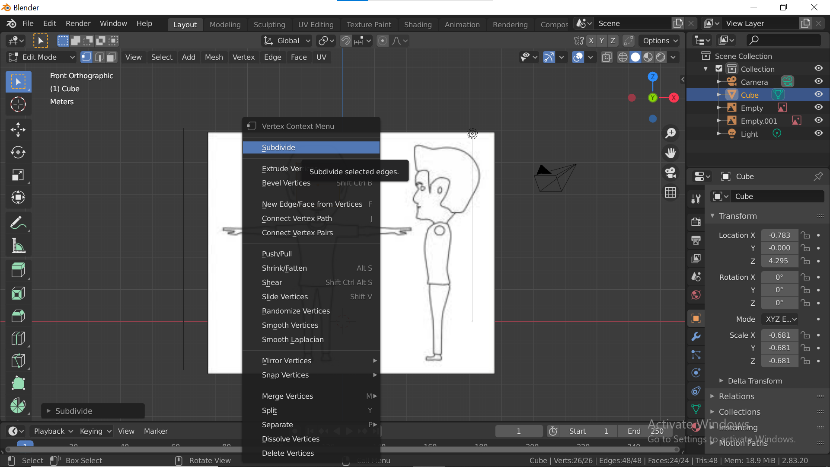 Blender
File Edit Render Window Help
Layout Modeling Sculpting UV Editing Texture Paint Shading Animation Rendering Compos
Scene
View Layer
Global
Options
X Y Z
Edit Mode
View Select Add Mesh Vertex Edge Face UV
Front Orthographic
(1) Cube
Meters
Z
Y
X
Vertex Context Menu
Subdivide
Subdivide selected edges.
Extrude Ver
Bevel Vertices Shift Ctrl B
New Edge/Face from Vertices F
Connect Vertex Path J
Connect Vertex Pairs
Push/Pull
Shrink/Fatten Alt S
Shear Shift Ctrl Alt S
Slide Vertices Shift V
Randomize Vertices
Smooth Vertices
Smooth Laplacian
Mirror Vertices
Snap Vertices
Merge Vertices M
Split Y
Separate P
Dissolve Vertices
Delete Vertices
Subdivide
Scene Collection
Collection
Camera
Cube
Empty
Empty.001
Light
Cube
Cube
Transform
Location X -0.783
Y -0.000
Z 4.295
Rotation X 0°
Y 0°
Z 0°
Mode XYZ E...
Scale X -0.681
Y -0.681
Z -0.681
Delta Transform
Relations
Collections
Instancing
Motion Paths
Activate Windows
Go to Settings to activate Windows.
Playback Keying View Marker
1 Start 1 End 250
1
Select Box Select Rotate View
Cube | Verts:26/26 | Edges:48/48 | Faces:24/24 | Tris:48 | Mem: 18.9 MiB | 2.83.20